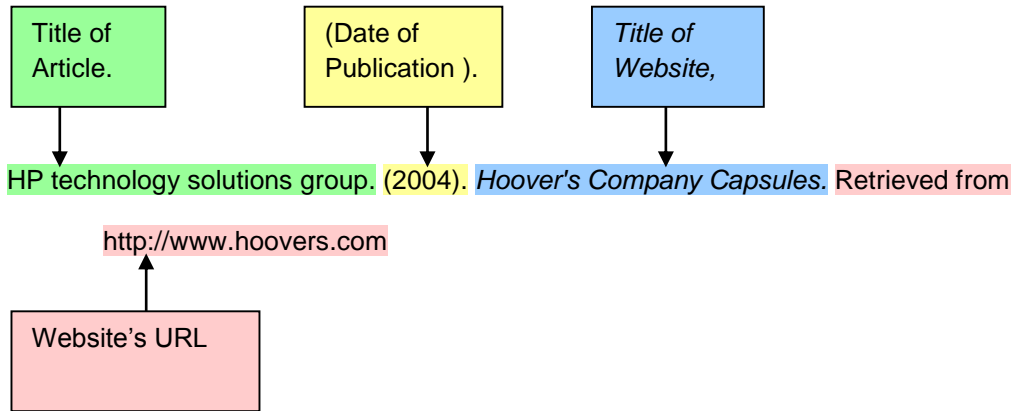 Title of
Article.
(Date of
Publication ).
Title of
Website,
HP technology solutions group. (2004). Hoover's Company Capsules. Retrieved from
http://www.hoovers.com
Website’s URL